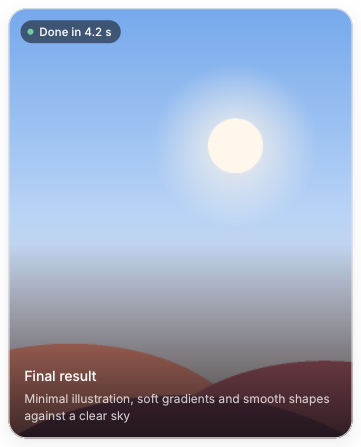 Done in 4.2 s
Final result
Minimal illustration, soft gradients and smooth shapes
against a clear sky